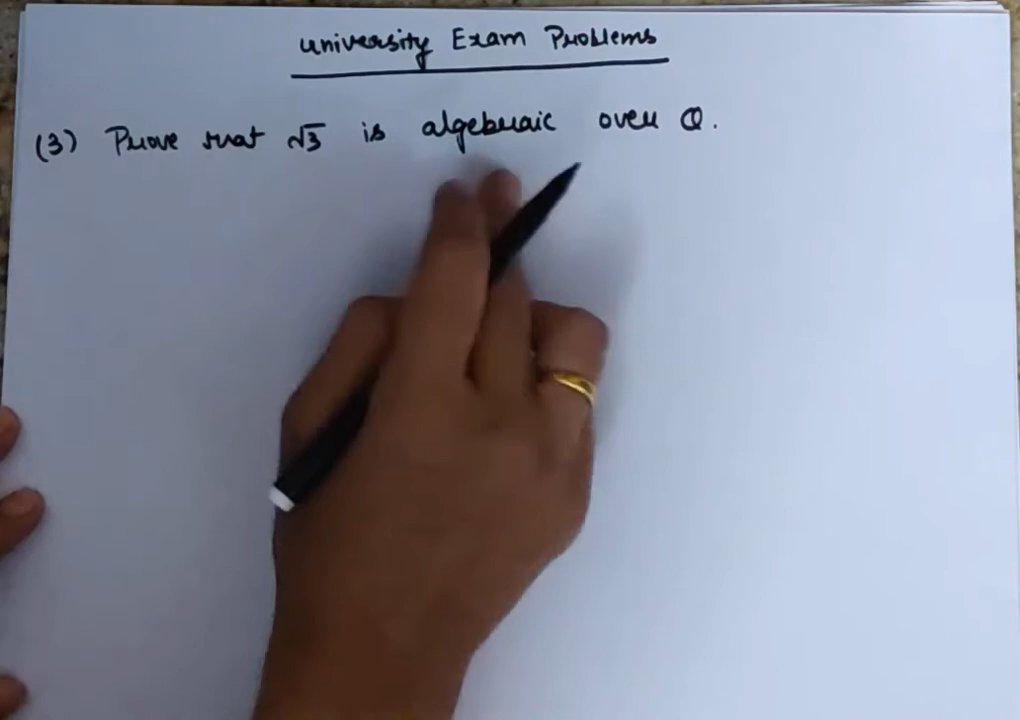 University Exam Problems
(3) Prove that √3 is algebraic over Q.